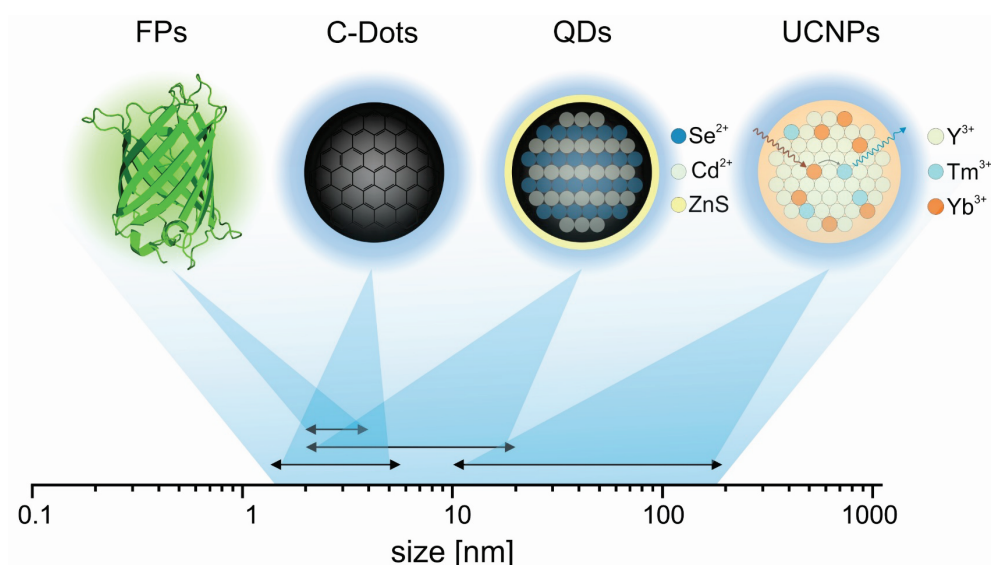 FPs C-Dots QDs UCNPs
Se²⁺
Cd²⁺
ZnS
Y³⁺
Tm³⁺
Yb³⁺
0.1 1 10 100 1000
size [nm]